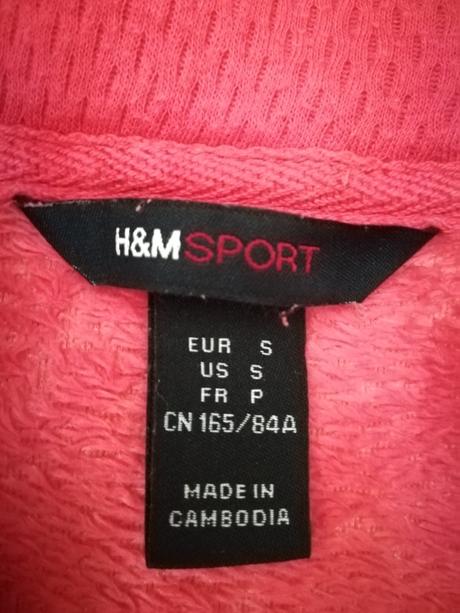 H&M SPORT
EUR S
US S
FR P
CN 165/84A
MADE IN
CAMBODIA